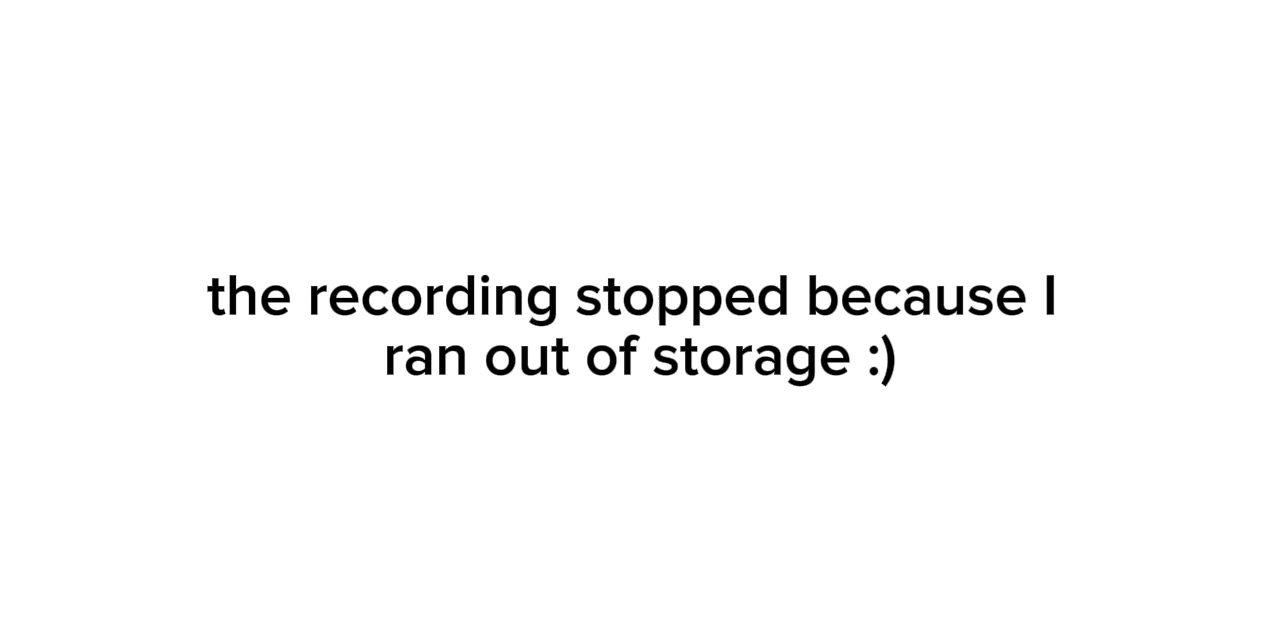 the recording stopped because I
ran out of storage :)